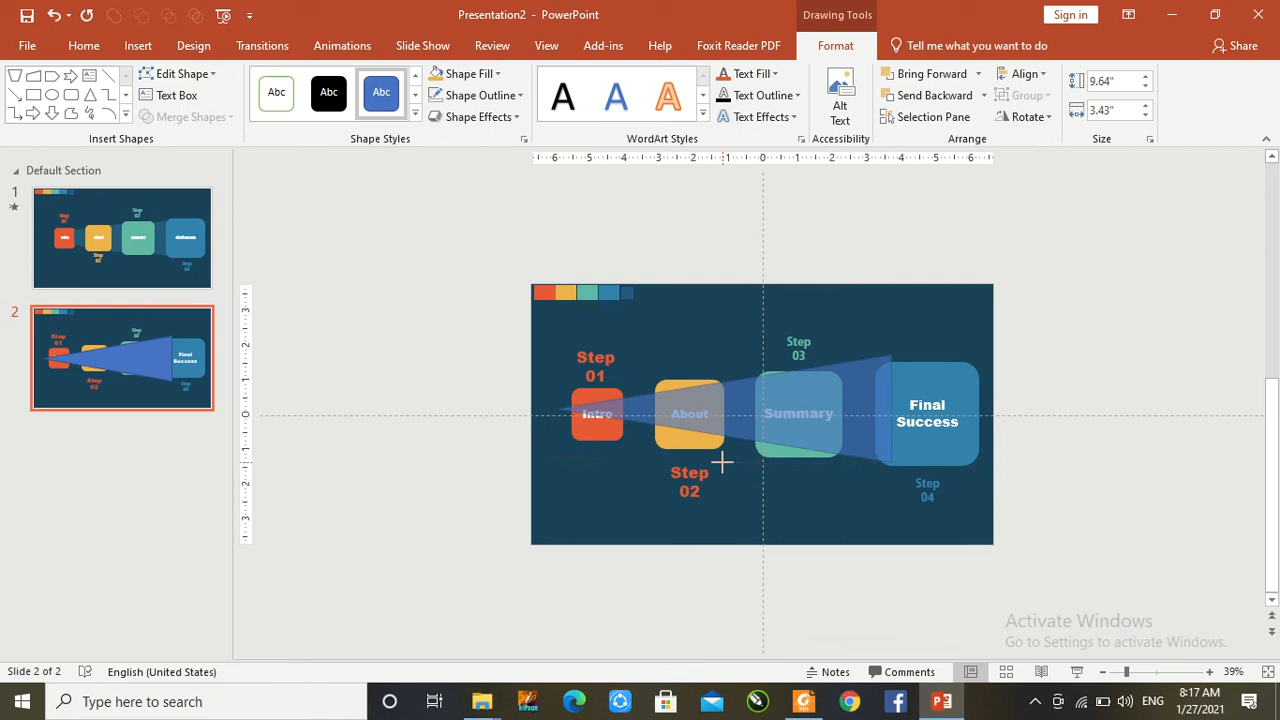 Presentation2 - PowerPoint
Drawing Tools
Sign in
File
Home
Insert
Design
Transitions
Animations
Slide Show
Review
View
Add-ins
Help
Foxit Reader PDF
Format
Tell me what you want to do
Share
Edit Shape
Text Box
Merge Shapes
Insert Shapes
Abc
Abc
Abc
Shape Fill
Shape Outline
Shape Effects
Shape Styles
A
A
A
Text Fill
Text Outline
Text Effects
WordArt Styles
Alt
Text
Accessibility
Bring Forward
Send Backward
Selection Pane
Align
Group
Rotate
Arrange
9.64"
3.43"
Size
Default Section
1
2
Final
Success
Step
01
Step
02
Step
03
Step
04
Intro
About
Summary
Final
Success
Activate Windows
Go to Settings to activate Windows.
Slide 2 of 2
English (United States)
Notes
Comments
39%
Type here to search
ENG
8:17 AM
1/27/2021